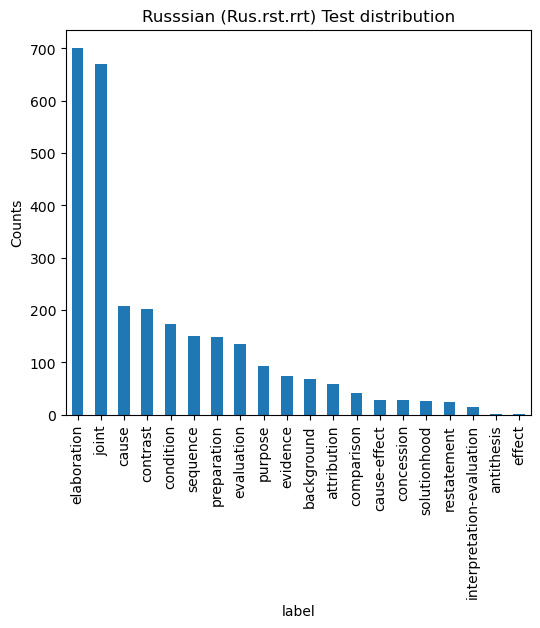 Russsian (Rus.rst.rrt) Test distribution
Counts
700
600
500
400
300
200
100
0
elaboration
joint
cause
contrast
condition
sequence
preparation
evaluation
purpose
evidence
background
attribution
comparison
cause-effect
concession
solutionhood
restatement
interpretation-evaluation
antithesis
effect
label